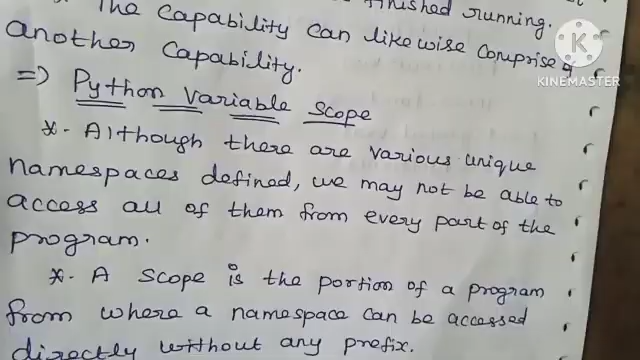 The Capability can likewise comprise of
another Capability.
=> Python Variable Scope
*. Although there are various unique
namespaces defined, we may not be able to
access all of them from every part of the
program.
*. A scope is the portion of a program
from where a namespace can be accessed
directly without any prefix.
finished running.
KINEMASTER